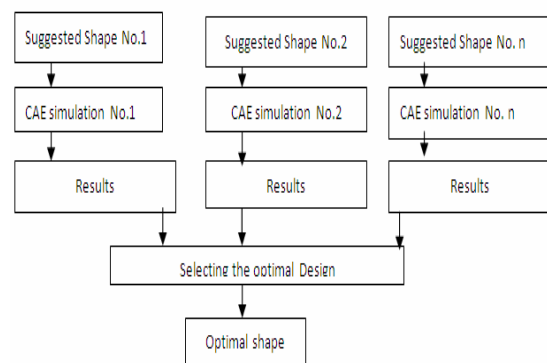 Suggested Shape No.1
Suggested Shape No.2
Suggested Shape No. n
CAE simulation No.1
CAE simulation No.2
CAE simulation No. n
Results
Results
Results
Selecting the optimal Design
Optimal shape